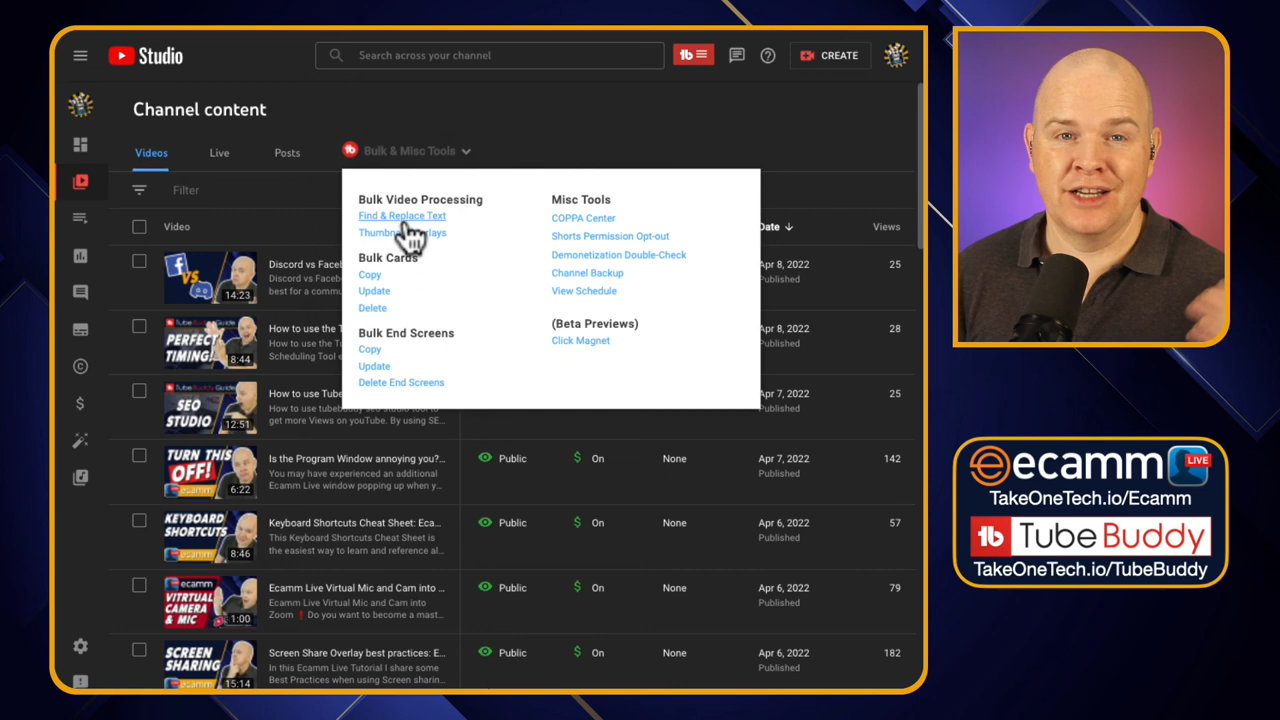 Studio
Search across your channel
CREATE
Channel content
Videos
Live
Posts
Bulk & Misc Tools
Filter
Bulk Video Processing
Find & Replace Text
Bulk Cards
Copy
Update
Delete
Bulk End Screens
Copy
Update
Delete End Screens
Misc Tools
COPPA Center
Shorts Permission Opt-out
Demonetization Double-Check
Channel Backup
View Schedule
(Beta Previews)
Click Magnet
Video
Date
Views
VS
14:23
Discord vs
best for a
Apr 8, 2022
Published
25
TubeBuddy Guide
PERFECT
TIMING!
8:44
How to use the
Scheduling Tool
Apr 8, 2022
Published
28
TubeBuddy Guide
SEO
STUDIO
12:51
How to use
How to use tubebuddy seo studio tool to
get more Views on youTube. By using SE...
Apr 7, 2022
Published
25
TURN THIS
OFF!
ecamm
6:22
Is the Program Window annoying you?...
You may have experienced an additional
Ecamm Live window popping up when y...
Public
On
None
Apr 7, 2022
Published
142
KEYBOARD
SHORTCUTS
ecamm
8:46
Keyboard Shortcuts Cheat Sheet: Eca...
This Keyboard Shortcuts Cheat Sheet is
the easiest way to learn and reference al...
Public
On
None
Apr 6, 2022
Published
57
ecamm
VITRTUAL
CAMERA
& MIC
1:00
Ecamm Live Virtual Mic and Cam into ...
Ecamm Live Virtual Mic and Cam into
Zoom ❗ Do you want to become a mast...
Public
On
None
Apr 6, 2022
Published
79
SCREEN
SHARING
ecamm
15:14
Screen Share Overlay best practices: E...
In this Ecamm Live Tutorial I share some
Best Practices when using Screen sharin...
Public
On
None
Apr 6, 2022
Published
182
ecamm
LIVE
TakeOneTech.io/Ecamm
TubeBuddy
TakeOneTech.io/TubeBuddy